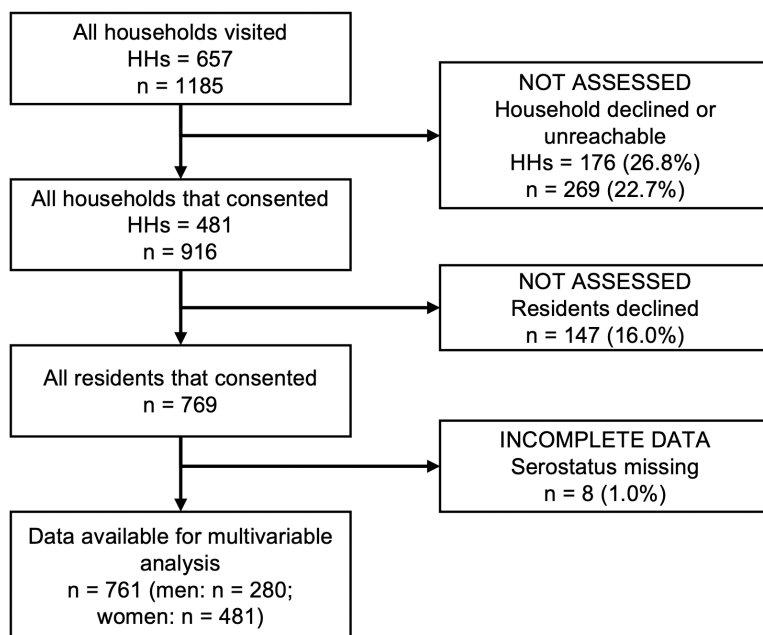 All households visited
HHs = 657
n = 1185
NOT ASSESSED
Household declined or
unreachable
HHs = 176 (26.8%)
n = 269 (22.7%)
All households that consented
HHs = 481
n = 916
NOT ASSESSED
Residents declined
n = 147 (16.0%)
All residents that consented
n = 769
INCOMPLETE DATA
Serostatus missing
n = 8 (1.0%)
Data available for multivariable
analysis
n = 761 (men: n = 280;
women: n = 481)